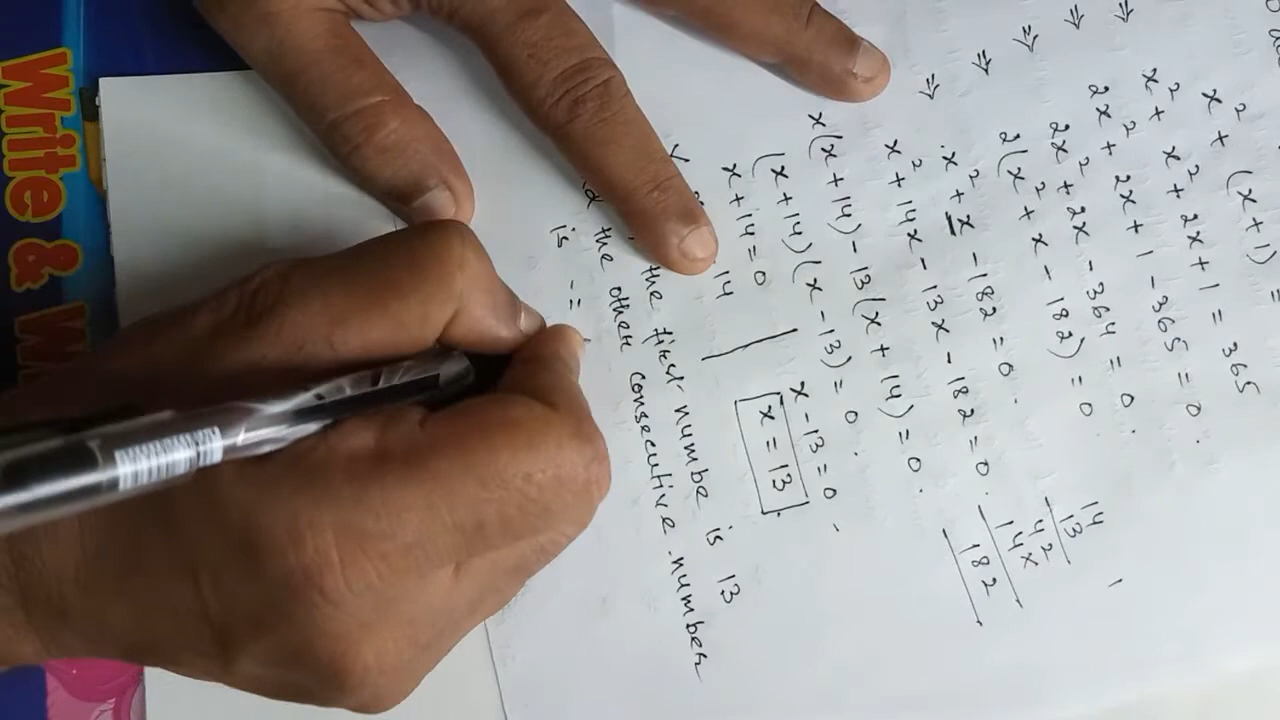 x² + (x+1) =
x² + x² + 2x + 1 = 365
⇒ 2x² + 2x + 1 - 365 = 0.
⇒ 2x² + 2x - 364 = 0.
⇒ 2(x² + x - 182) = 0
⇒ x² + x - 182 = 0.
⇒ x² + 14x - 13x - 182 = 0.
x(x+14) - 13(x+14) = 0.
(x+14)(x-13) = 0.
x+14 = 0
x-13 = 0
14
x = 13
the first numbe is 13
the other consecutive number
is =
14
13
42
14x
182
Write &